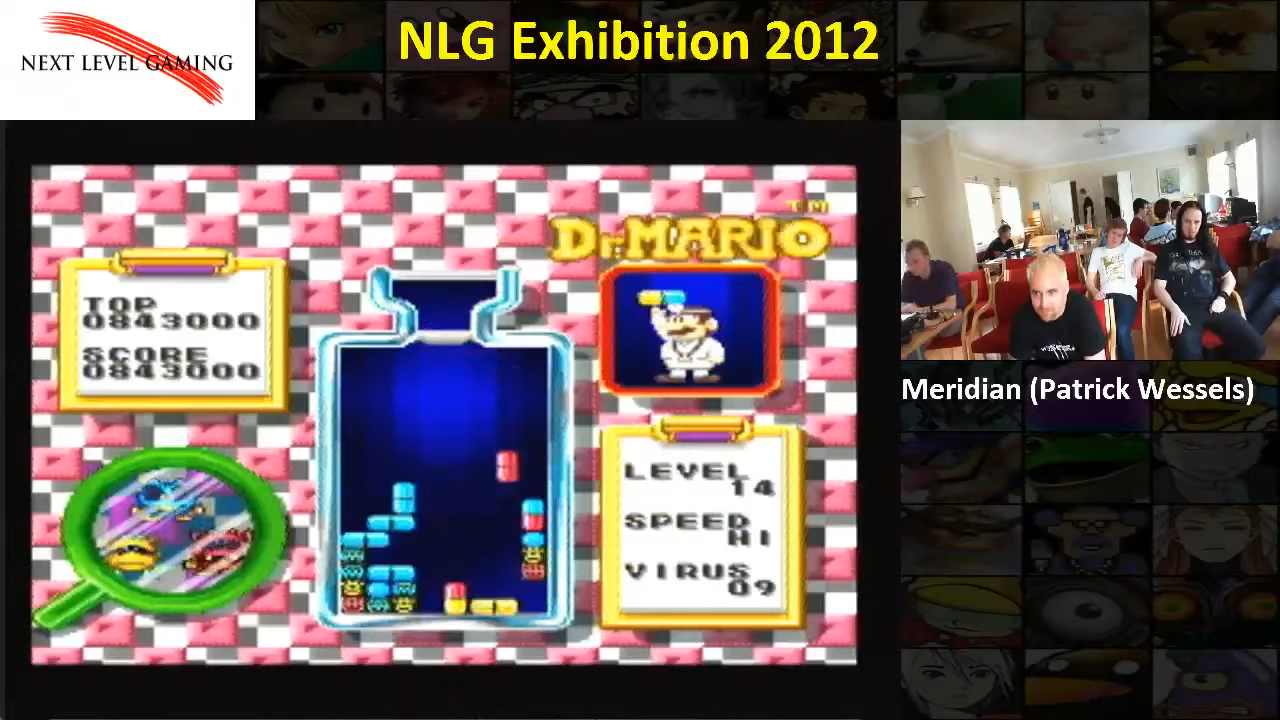 NEXT LEVEL GAMING
NLG Exhibition 2012
TM
Dr. MARIO
TOP
0843000
SCORE
0843000
LEVEL
14
SPEED
HI
VIRUS
09
Meridian (Patrick Wessels)